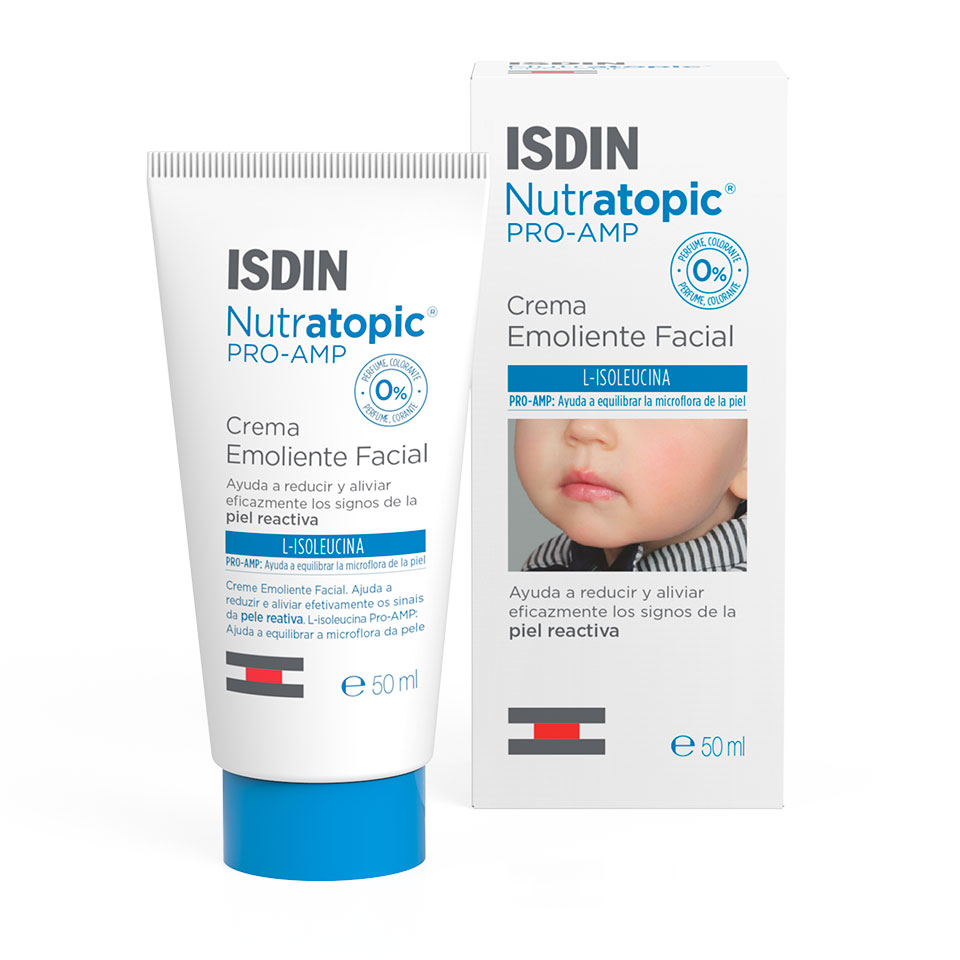 ISDIN
Nutratopic®
PRO-AMP
PERFUME, COLORANTE
0%
PERFUME, CORANTE
Crema
Emoliente Facial
Ayuda a reducir y aliviar
eficazmente los signos de la
piel reactiva
L-ISOLEUCINA
PRO-AMP: Ayuda a equilibrar la microflora de la piel
Creme Emoliente Facial. Ajuda a
reduzir e aliviar efetivamente os sinais
da pele reativa. L-isoleucina Pro-AMP:
Ajuda a equilibrar a microflora da pele
℮ 50 ml
ISDIN
Nutratopic®
ISDIN
Nutratopic®
PRO-AMP
PERFUME, COLORANTE
0%
PERFUME, COLORANTE
Crema
Emoliente Facial
L-ISOLEUCINA
PRO-AMP: Ayuda a equilibrar la microflora de la piel
Ayuda a reducir y aliviar
eficazmente los signos de la
piel reactiva
℮ 50 ml